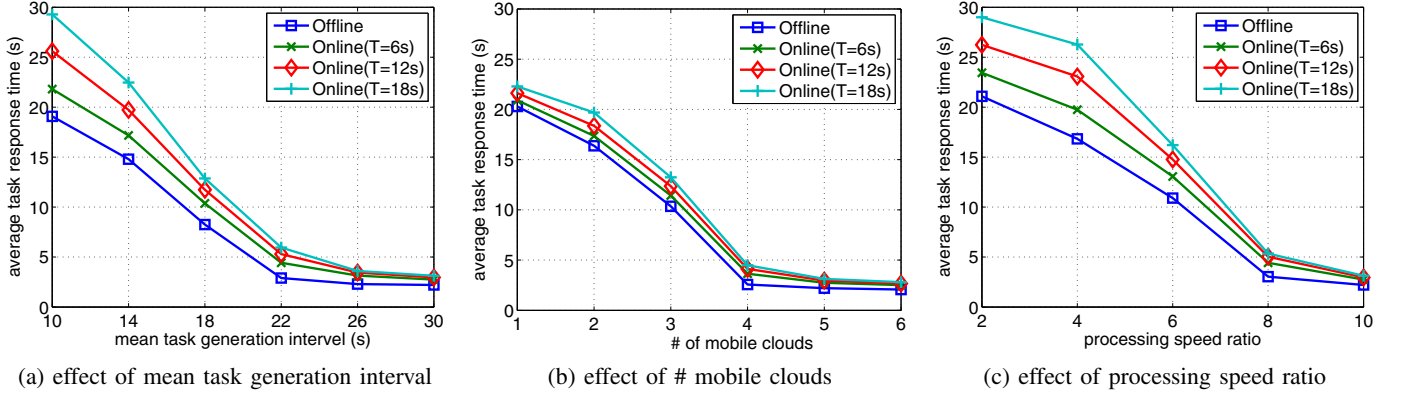 30
25
20
15
10
5
0
average task response time (s)
10 14 18 22 26 30
mean task generation interval (s)
Offline
Online(T=6s)
Online(T=12s)
Online(T=18s)
(a) effect of mean task generation interval
30
25
20
15
10
5
0
average task response time (s)
1 2 3 4 5 6
# of mobile clouds
Offline
Online(T=6s)
Online(T=12s)
Online(T=18s)
(b) effect of # mobile clouds
30
25
20
15
10
5
0
average task response time (s)
2 4 6 8 10
processing speed ratio
Offline
Online(T=6s)
Online(T=12s)
Online(T=18s)
(c) effect of processing speed ratio